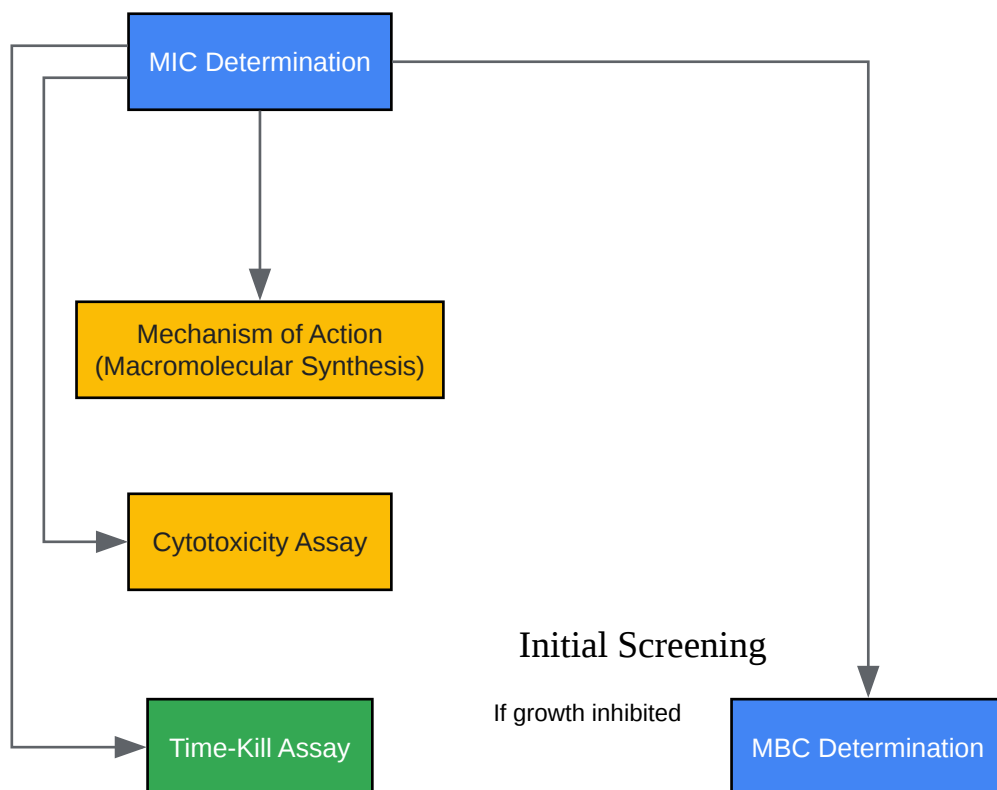 MIC Determination
Mechanism of Action
(Macromolecular Synthesis)
Cytotoxicity Assay
Initial Screening
If growth inhibited
Time-Kill Assay
MBC Determination